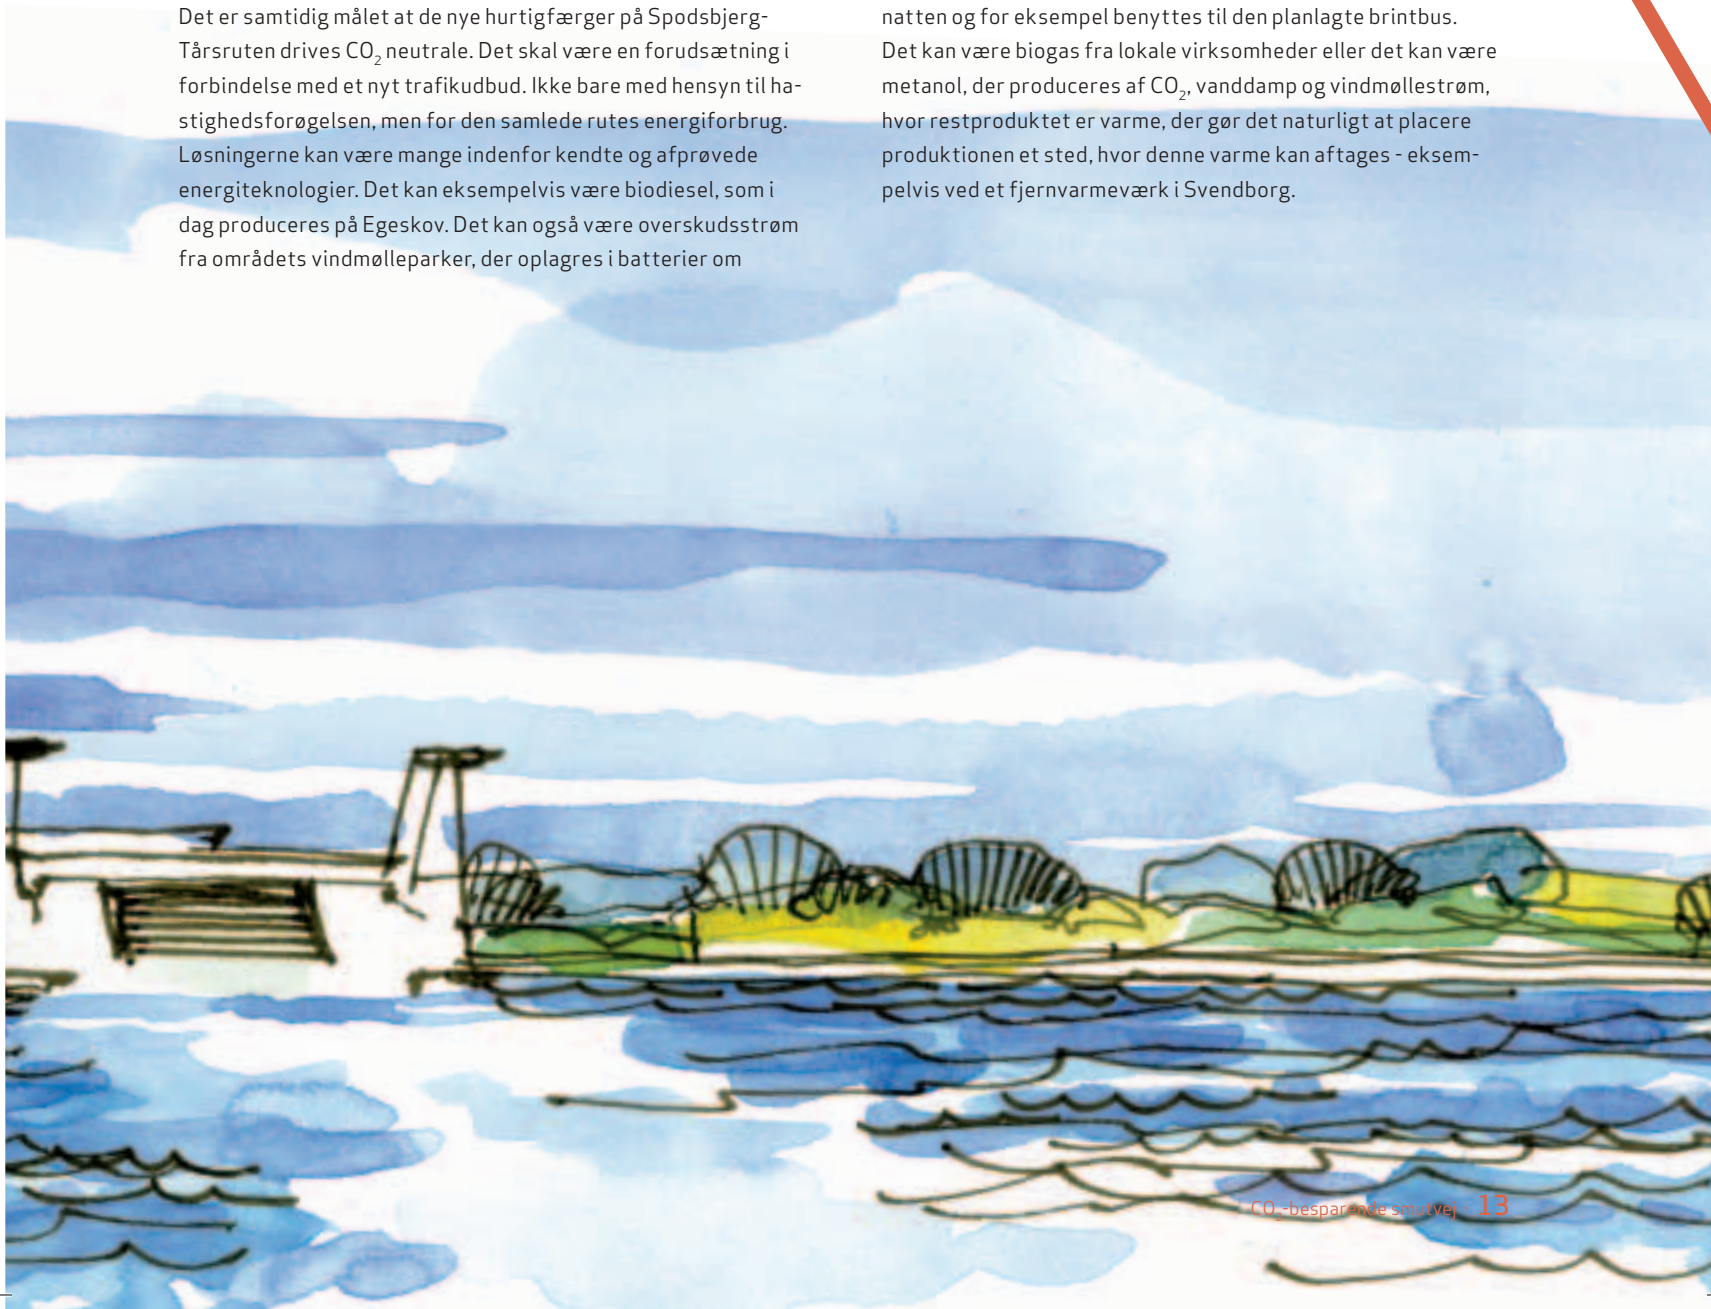 Det er samtidig målet at de nye hurtigfærger på Spodsbjerg-
Tårsruten drives CO₂ neutrale. Det skal være en forudsætning i
forbindelse med et nyt trafikudbud. Ikke bare med hensyn til ha-
stighedsforøgelsen, men for den samlede rutes energiforbrug.
Løsningerne kan være mange indenfor kendte og afprøvede
energiteknologier. Det kan eksempelvis være biodiesel, som i
dag produceres på Egeskov. Det kan også være overskudsstrøm
fra områdets vindmølleparker, der oplagres i batterier om
natten og for eksempel benyttes til den planlagte brintbus.
Det kan være biogas fra lokale virksomheder eller det kan være
metanol, der produceres af CO₂, vanddamp og vindmøllestrøm,
hvor restproduktet er varme, der gør det naturligt at placere
produktionen et sted, hvor denne varme kan aftages - eksem-
pelvis ved et fjernvarmeværk i Svendborg.
CO₂-besparende smutvej 13